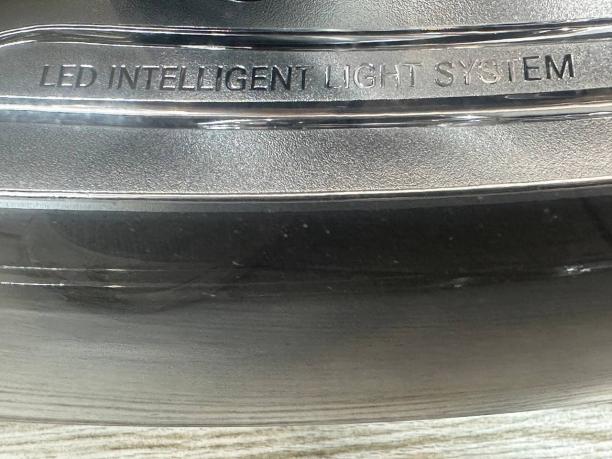 LED INTELLIGENT LIGHT SYSTEM